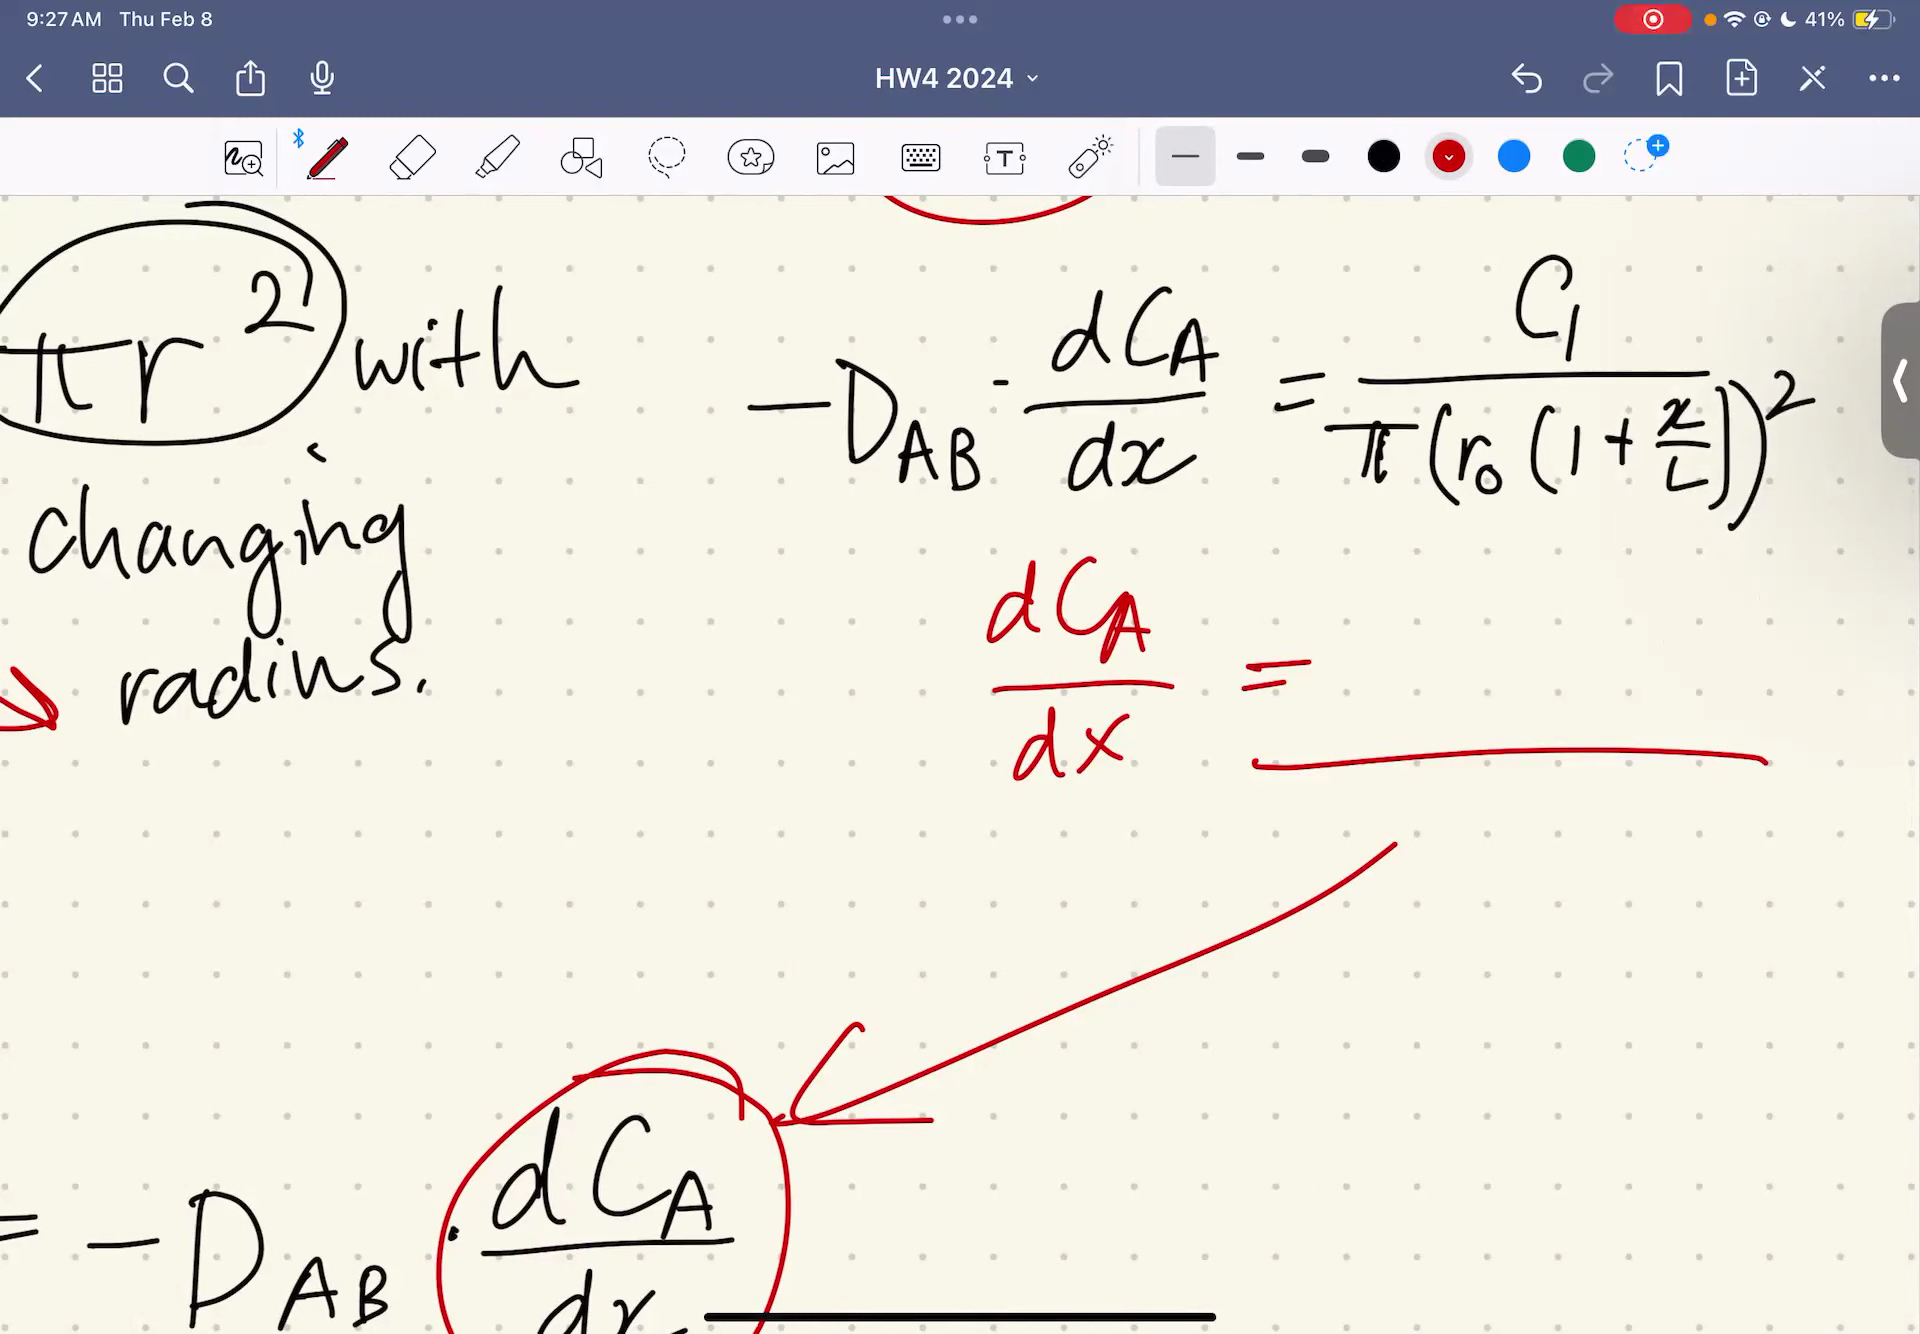 9:27 AM Thu Feb 8
41%
HW4 2024
T
πr² with
changing
radius.
-D_AB · dC_A/dx = C₁/π(r₀(1+x/L))²
dC_A/dx =
= -D_AB · dC_A/dx